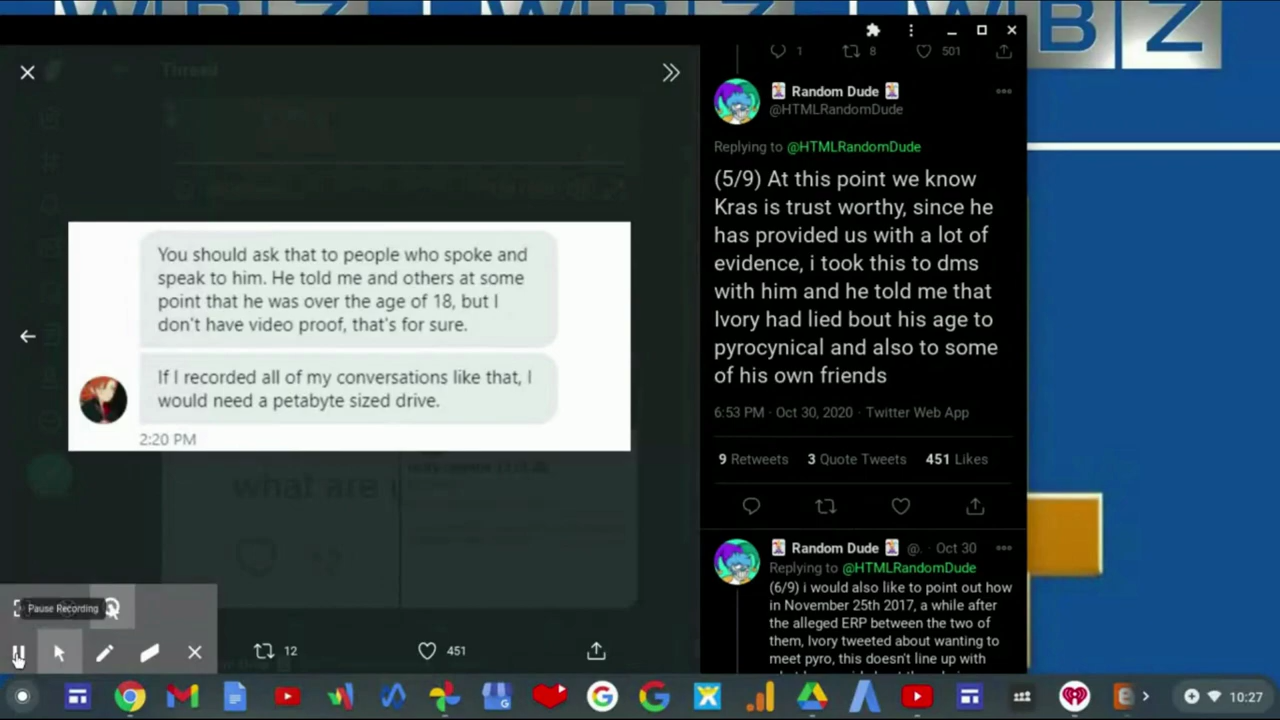 WBZ
Thread
1 8 501
Random Dude
@HTMLRandomDude
Replying to @HTMLRandomDude
(5/9) At this point we know
Kras is trust worthy, since he
has provided us with a lot of
evidence, i took this to dms
with him and he told me that
Ivory had lied bout his age to
pyrocynical and also to some
of his own friends
6:53 PM · Oct 30, 2020 · Twitter Web App
9 Retweets 3 Quote Tweets 451 Likes
Random Dude @. · Oct 30
Replying to @HTMLRandomDude
(6/9) i would also like to point out how
in November 25th 2017, a while after
the alleged ERP between the two of
them, Ivory tweeted about wanting to
meet pyro, this doesn't line up with
You should ask that to people who spoke and
speak to him. He told me and others at some
point that he was over the age of 18, but I
don't have video proof, that's for sure.
If I recorded all of my conversations like that, I
would need a petabyte sized drive.
2:20 PM
what are
Pause Recording
12 451
10:27